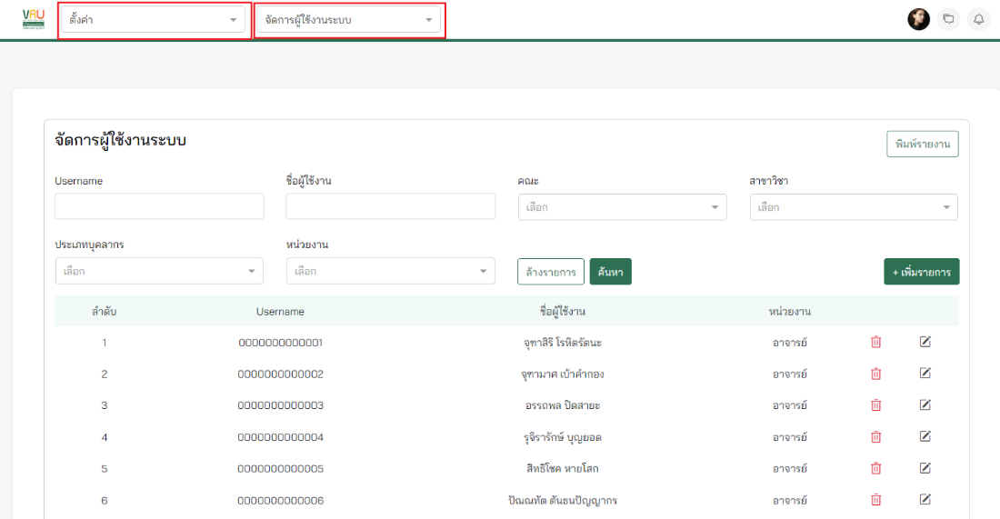 VRU
ตั้งค่า
จัดการผู้ใช้งานระบบ
จัดการผู้ใช้งานระบบ
พิมพ์รายงาน
Username ชื่อผู้ใช้งาน คณะ สาขาวิชา
เลือก เลือก
ประเภทบุคลากร หน่วยงาน
เลือก เลือก ล้างรายการ ค้นหา + เพิ่มรายการ
ลำดับ Username ชื่อผู้ใช้งาน หน่วยงาน
1 0000000000001 จุฑาสิริ โรหิตรัตนะ อาจารย์
2 0000000000002 จุฑามาศ เบ้าคำกอง อาจารย์
3 0000000000003 อรรถพล ปิดสายะ อาจารย์
4 0000000000004 รุจิรารักษ์ บุญยอด อาจารย์
5 0000000000005 สิทธิโชค หายโสก อาจารย์
6 0000000000006 ปัณณทัต ตันธนปัญญากร อาจารย์